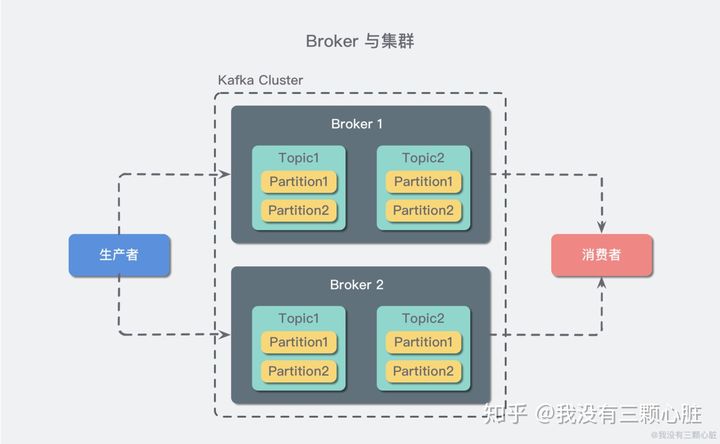 Broker 与集群
Kafka Cluster
Broker 1
Topic1
Partition1
Partition2
Topic2
Partition1
Partition2
生产者
消费者
Broker 2
Topic1
Partition1
Partition2
Topic2
Partition1
Partition2
知乎 @我没有三颗心脏
@我没有三颗心脏